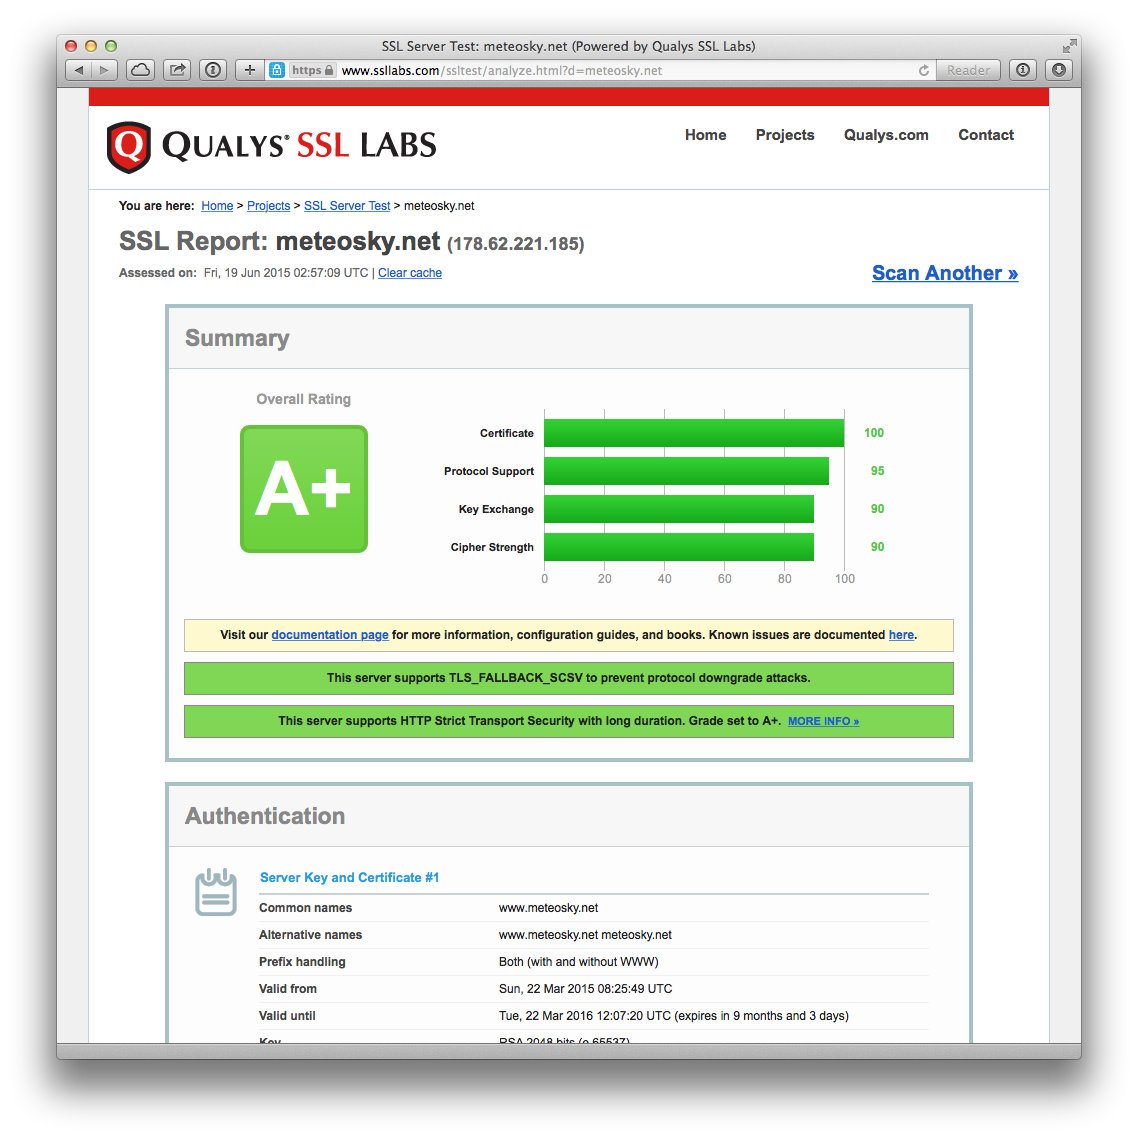 SSL Server Test: meteosky.net (Powered by Qualys SSL Labs)
https www.ssllabs.com/ssltest/analyze.html?d=meteosky.net Reader
QUALYS® SSL LABS
Home Projects Qualys.com Contact
You are here: Home > Projects > SSL Server Test > meteosky.net
SSL Report: meteosky.net (178.62.221.185)
Assessed on: Fri, 19 Jun 2015 02:57:09 UTC | Clear cache
Scan Another »
Summary
Overall Rating
A+
Certificate 100
Protocol Support 95
Key Exchange 90
Cipher Strength 90
0 20 40 60 80 100
Visit our documentation page for more information, configuration guides, and books. Known issues are documented here.
This server supports TLS_FALLBACK_SCSV to prevent protocol downgrade attacks.
This server supports HTTP Strict Transport Security with long duration. Grade set to A+. MORE INFO »
Authentication
Server Key and Certificate #1
Common names www.meteosky.net
Alternative names www.meteosky.net meteosky.net
Prefix handling Both (with and without WWW)
Valid from Sun, 22 Mar 2015 08:25:49 UTC
Valid until Tue, 22 Mar 2016 12:07:20 UTC (expires in 9 months and 3 days)
Key RSA 2048 bits (e 65537)